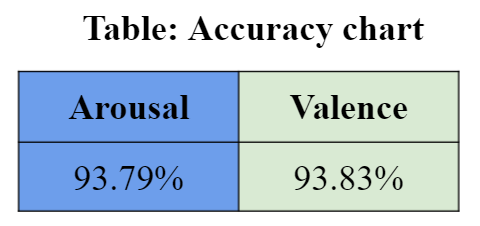 Table: Accuracy chart
Arousal Valence
93.79% 93.83%